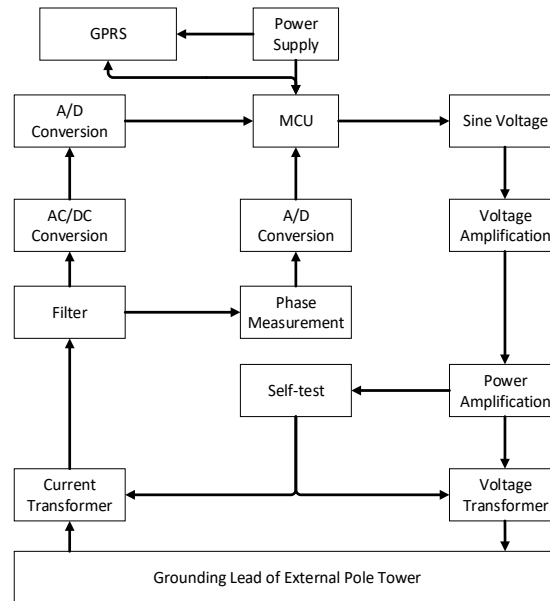 GPRS
Power
Supply
A/D
Conversion
MCU
Sine Voltage
AC/DC
Conversion
A/D
Conversion
Voltage
Amplification
Filter
Phase
Measurement
Self-test
Power
Amplification
Current
Transformer
Voltage
Transformer
Grounding Lead of External Pole Tower